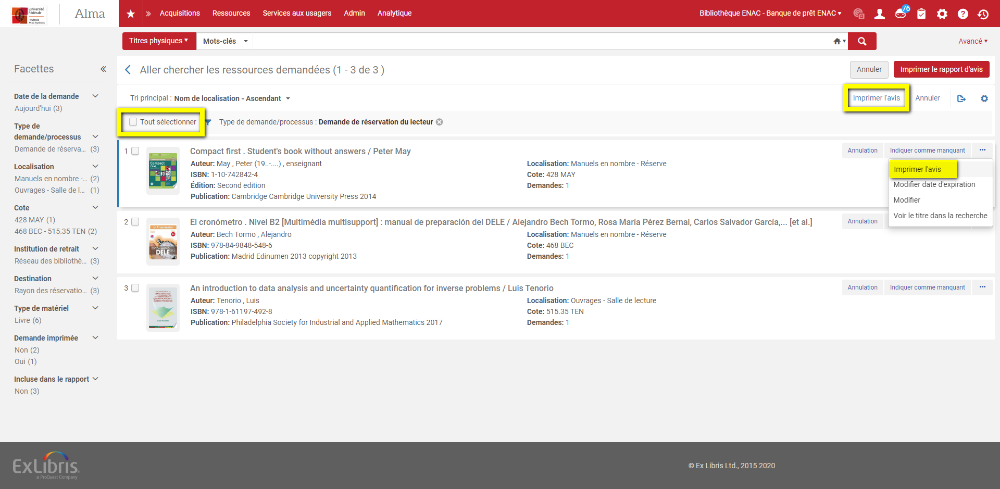 Université
Fédérale
Toulouse
Midi-Pyrénées
Alma
Acquisitions
Ressources
Services aux usagers
Admin
Analytique
Bibliothèque ENAC - Banque de prêt ENAC
76
Titres physiques
Mots-clés
Avancé
Facettes
Aller chercher les ressources demandées (1 - 3 de 3 )
Annuler
Imprimer le rapport d'avis
Tri principal : Nom de localisation - Ascendant
Imprimer l'avis
Annuler
Tout sélectionner
Type de demande/processus : Demande de réservation du lecteur
Date de la demande
Aujourd'hui (3)
Type de
demande/processus
Demande de réserva... (3)
Localisation
Manuels en nombre -... (2)
Ouvrages - Salle de l... (1)
Cote
428 MAY (1)
468 BEC - 515.35 TEN (2)
Institution de retrait
Réseau des bibliothè... (3)
Destination
Rayon des réservatio... (3)
Type de matériel
Livre (6)
Demande imprimée
Non (2)
Oui (1)
Incluse dans le rapport
Non (3)
1
Compact
First
Compact first . Student's book without answers / Peter May
Auteur: May , Peter (19..-....) , enseignant
ISBN: 1-10-742842-4
Édition: Second edition
Publication: Cambridge Cambridge University Press 2014
Localisation: Manuels en nombre - Réserve
Cote: 428 MAY
Demandes: 1
Annulation
Indiquer comme manquant
Imprimer l'avis
Modifier date d'expiration
Modifier
Voir le titre dans la recherche
2
El Cronómetro
DELE
El cronómetro . Nivel B2 [Multimédia multisupport] : manual de preparación del DELE / Alejandro Bech Tormo, Rosa María Pérez Bernal, Carlos Salvador García,... [et al.]
Auteur: Bech Tormo , Alejandro
ISBN: 978-84-9848-548-6
Publication: Madrid Edinumen 2013 copyright 2013
Localisation: Manuels en nombre - Réserve
Cote: 468 BEC
Demandes: 1
Annulation
3
An introduction to data analysis and uncertainty quantification for inverse problems / Luis Tenorio
Auteur: Tenorio , Luis
ISBN: 978-1-61197-492-8
Publication: Philadelphia Society for Industrial and Applied Mathematics 2017
Localisation: Ouvrages - Salle de lecture
Cote: 515.35 TEN
Demandes: 1
Annulation
Indiquer comme manquant
ExLibris
a ProQuest Company
© Ex Libris Ltd., 2015 2020